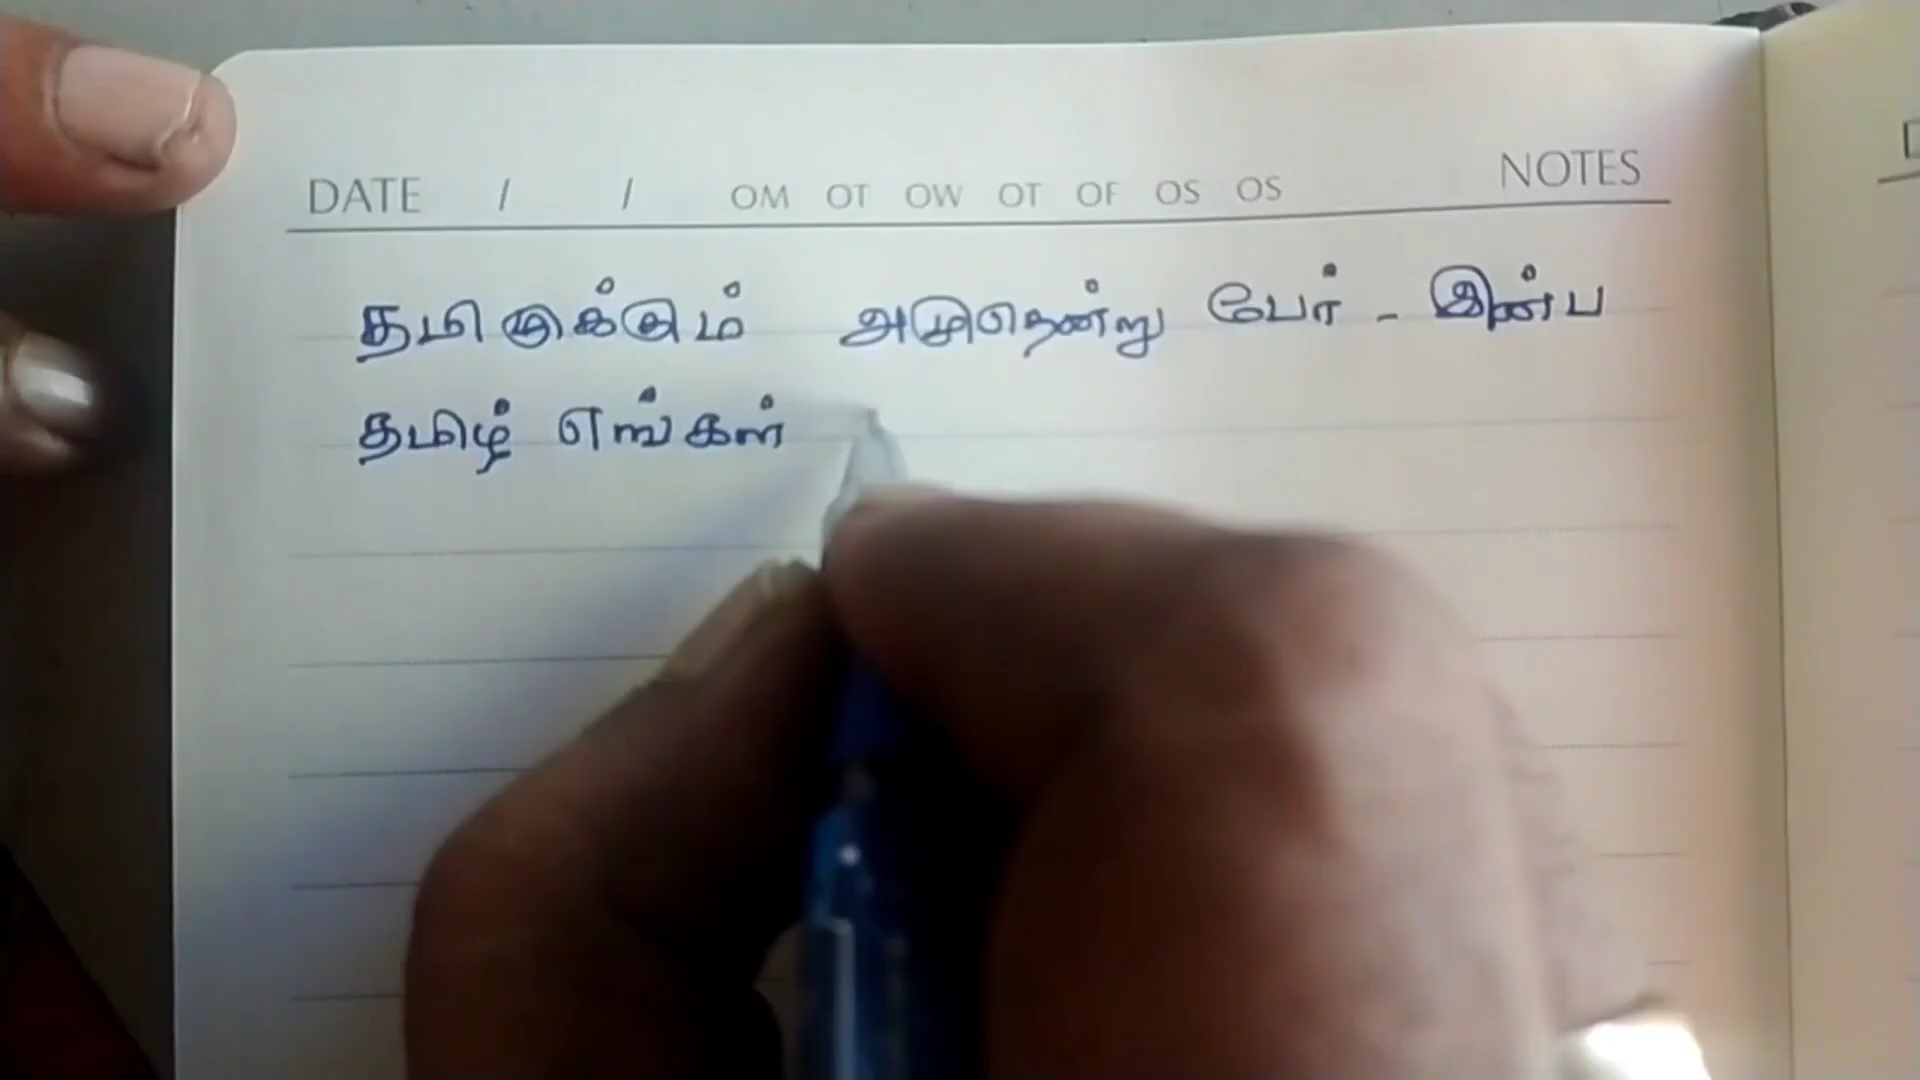 DATE / / OM OT OW OT OF OS OS NOTES
தமிழுக்கும் அமுதென்று பேர் - இன்ப
தமிழ் எங்கள்